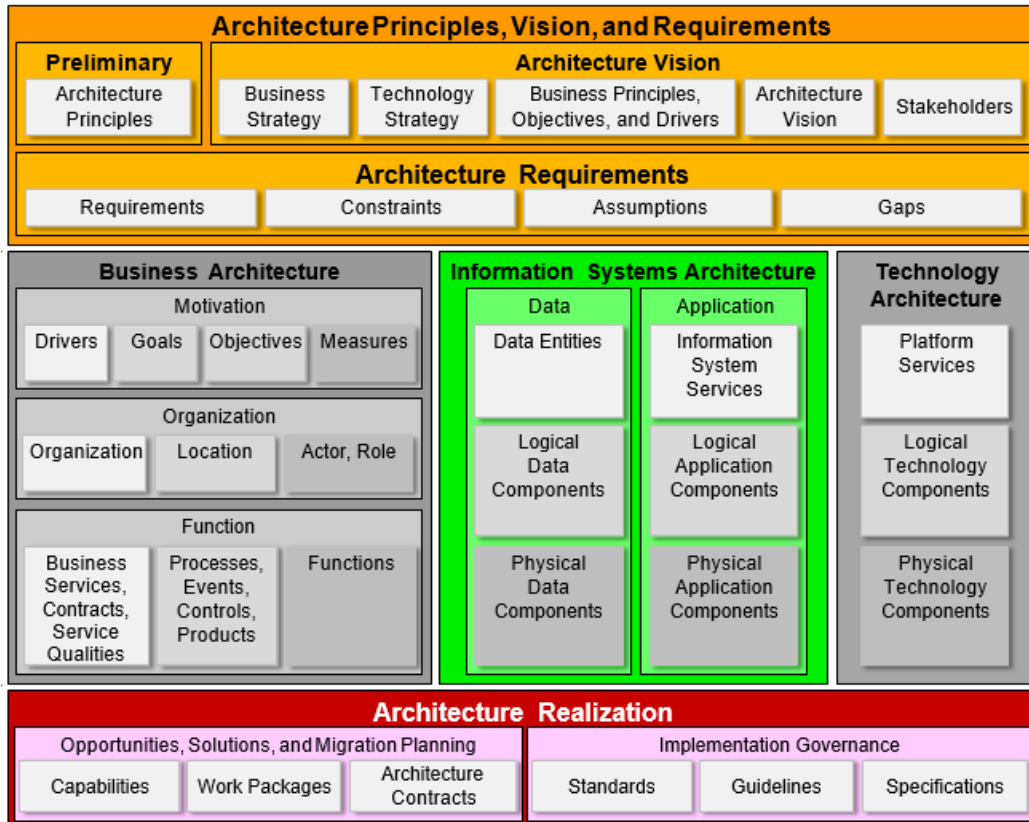 Architecture Principles, Vision, and Requirements
Preliminary
Architecture
Principles
Architecture Vision
Business
Strategy
Technology
Strategy
Business Principles,
Objectives, and Drivers
Architecture
Vision
Stakeholders
Architecture Requirements
Requirements
Constraints
Assumptions
Gaps
Business Architecture
Motivation
Drivers
Goals
Objectives
Measures
Organization
Organization
Location
Actor, Role
Function
Business
Services,
Contracts,
Service
Qualities
Processes,
Events,
Controls,
Products
Functions
Information Systems Architecture
Data
Data Entities
Logical
Data
Components
Physical
Data
Components
Application
Information
System
Services
Logical
Application
Components
Physical
Application
Components
Technology
Architecture
Platform
Services
Logical
Technology
Components
Physical
Technology
Components
Architecture Realization
Opportunities, Solutions, and Migration Planning
Capabilities
Work Packages
Architecture
Contracts
Implementation Governance
Standards
Guidelines
Specifications